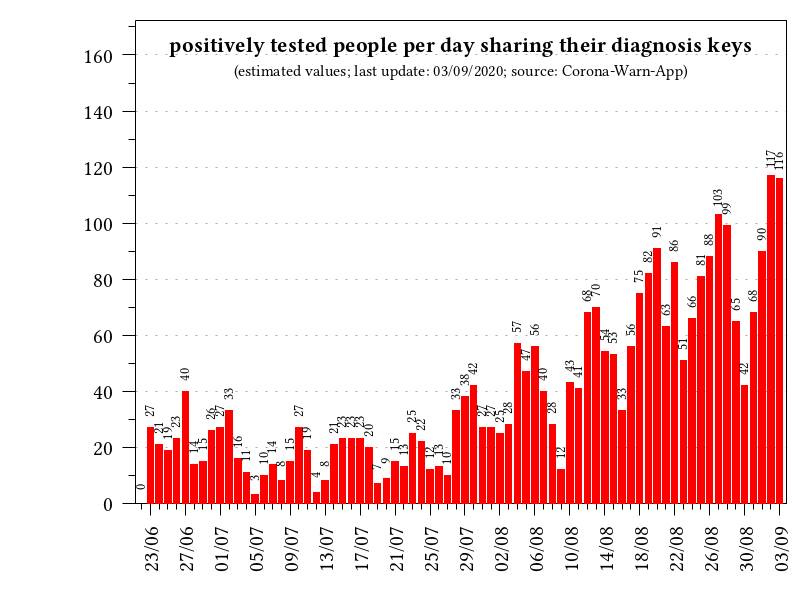 positively tested people per day sharing their diagnosis keys
(estimated values; last update: 03/09/2020; source: Corona-Warn-App)
160
140
120
100
80
60
40
20
0
0 27 21 19 23 40 14 15 26 27 33 16 11 3 10 14 8 15 27 19 4 8 21 23 23 23 20 7 9 15 13 25 22 12 13 10 33 38 42 27 27 25 28 57 47 56 40 28 12 43 41 68 70 54 53 33 56 75 82 91 63 86 51 66 81 88 103 99 65 42 68 90 117 116
23/06 27/06 01/07 05/07 09/07 13/07 17/07 21/07 25/07 29/07 02/08 06/08 10/08 14/08 18/08 22/08 26/08 30/08 03/09